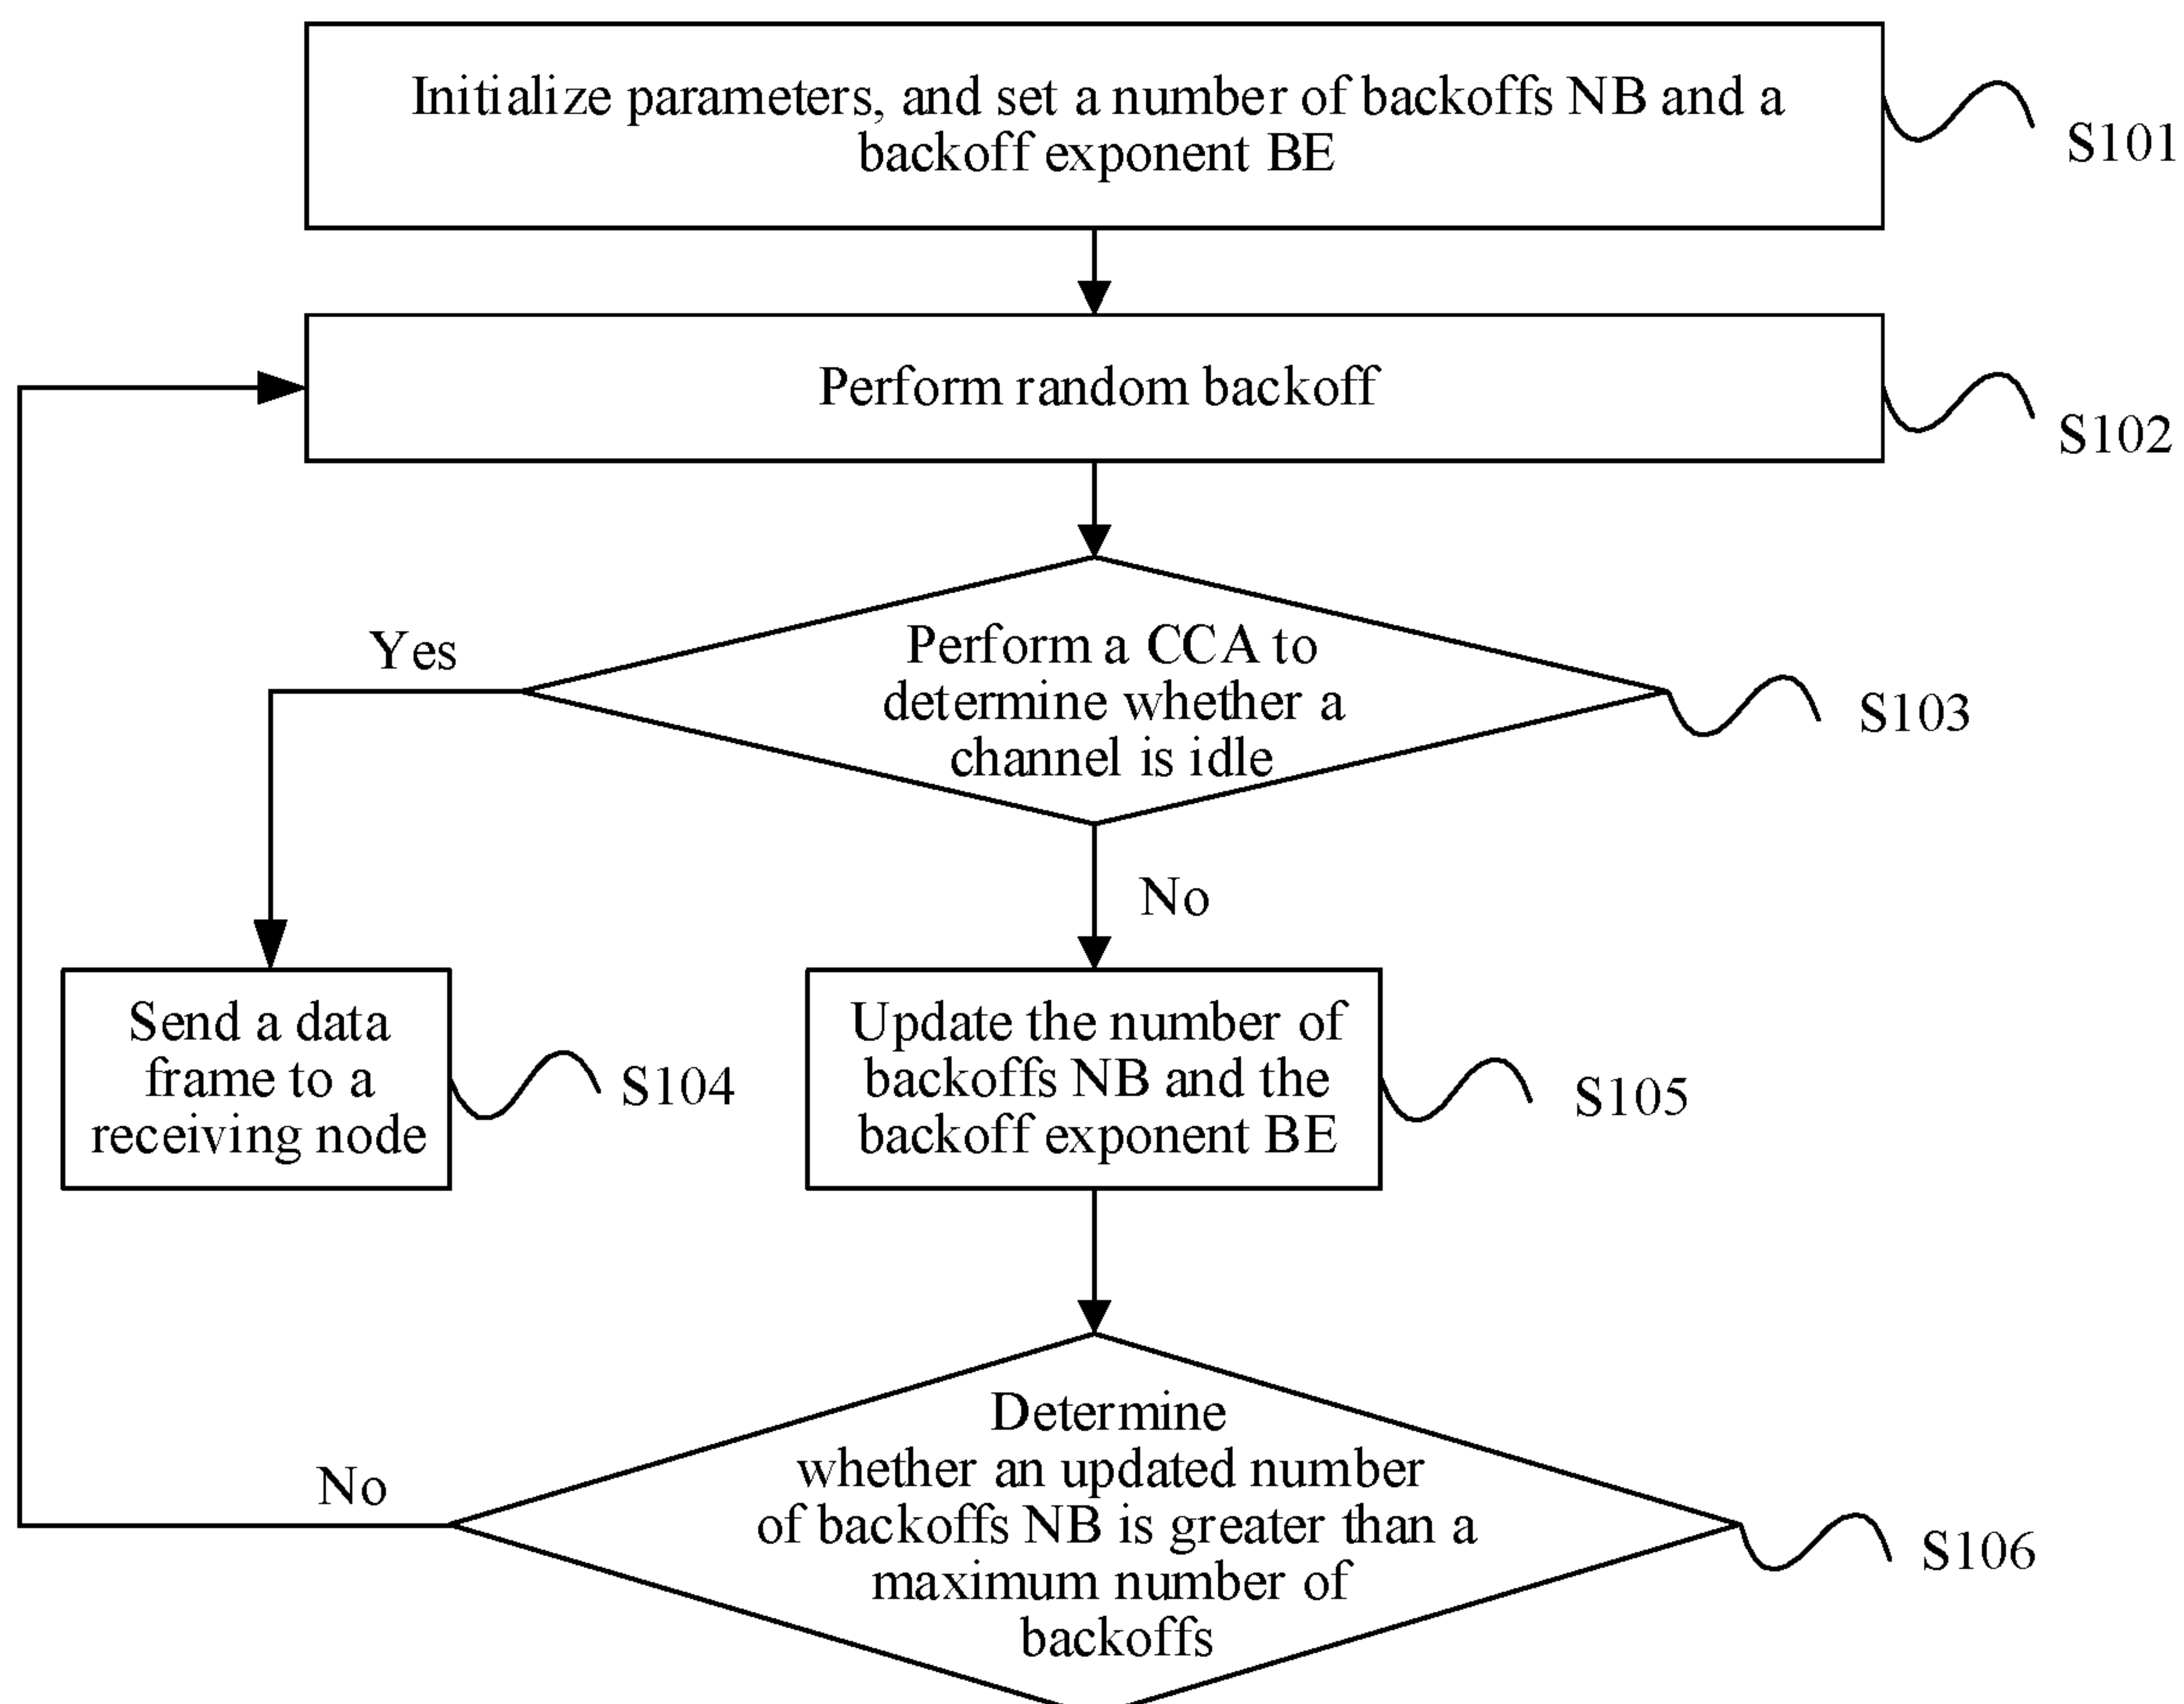 Initialize parameters, and set a number of backoffs NB and a
backoff exponent BE
S101
Perform random backoff
S102
Yes
Perform a CCA to
determine whether a
channel is idle
S103
No
Send a data
frame to a
receiving node
S104
Update the number of
backoffs NB and the
backoff exponent BE
S105
No
Determine
whether an updated number
of backoffs NB is greater than a
maximum number of
backoffs
S106